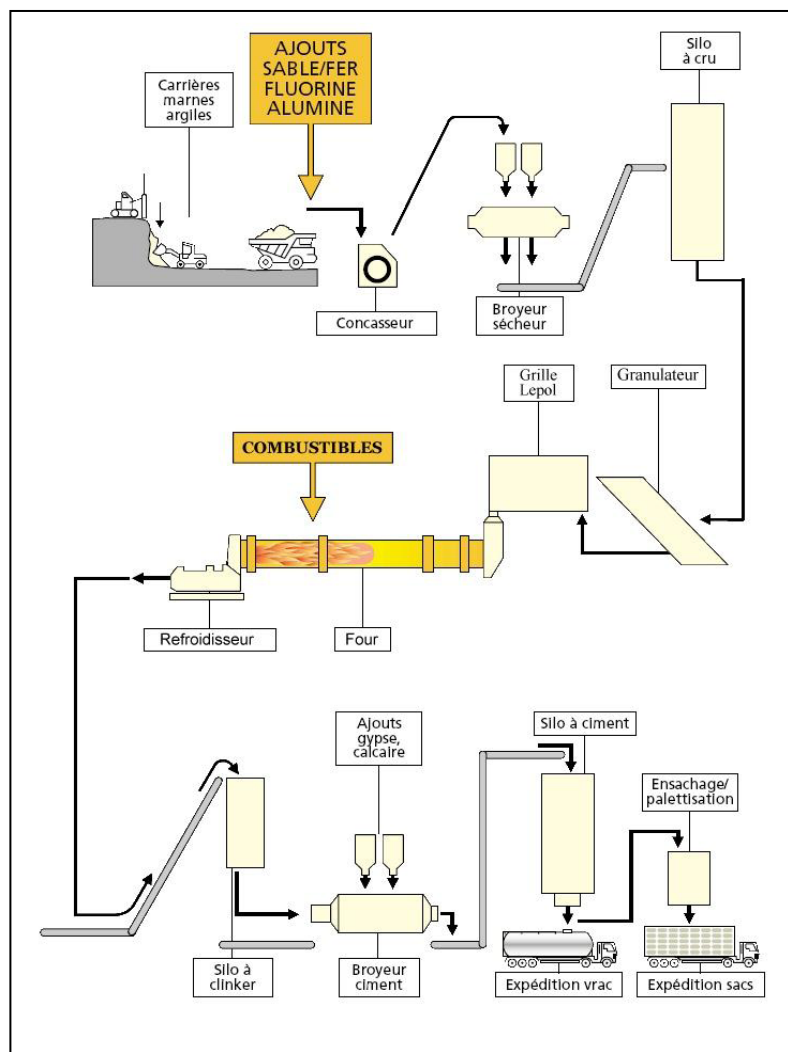 AJOUTS
SABLE/FER
FLUORINE
ALUMINE
Silo
à cru
Carrières
marnes
argiles
Concasseur
Broyeur
sécheur
Grille
Lepol
Granulateur
COMBUSTIBLES
Refroidisseur
Four
Ajouts
gypse,
calcaire
Silo à ciment
Ensachage/
palettisation
Silo à
clinker
Broyeur
ciment
Expédition vrac
Expédition sacs